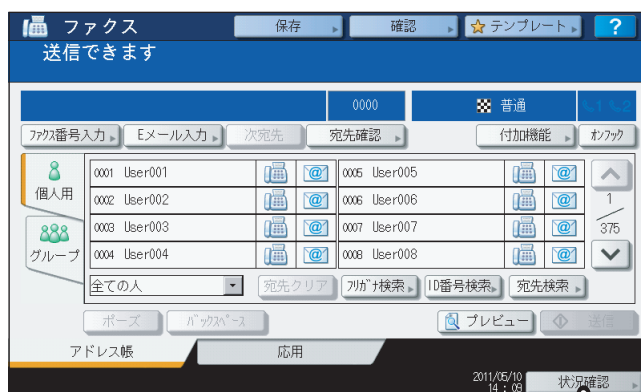 ファクス 保存 確認 テンプレート ?
送信できます
0000 普通 1 2
ファクス番号入力 Eメール入力 次宛先 宛先確認 付加機能 オンフック
個人用
グループ
0001 User001 0005 User005
0002 User002 0006 User006
0003 User003 0007 User007
0004 User004 0008 User008
1
375
全ての人 宛先クリア フリガナ検索 ID番号検索 宛先検索
ポーズ バックスペース プレビュー 送信
アドレス帳 応用
2011/05/10
14:09 状況確認